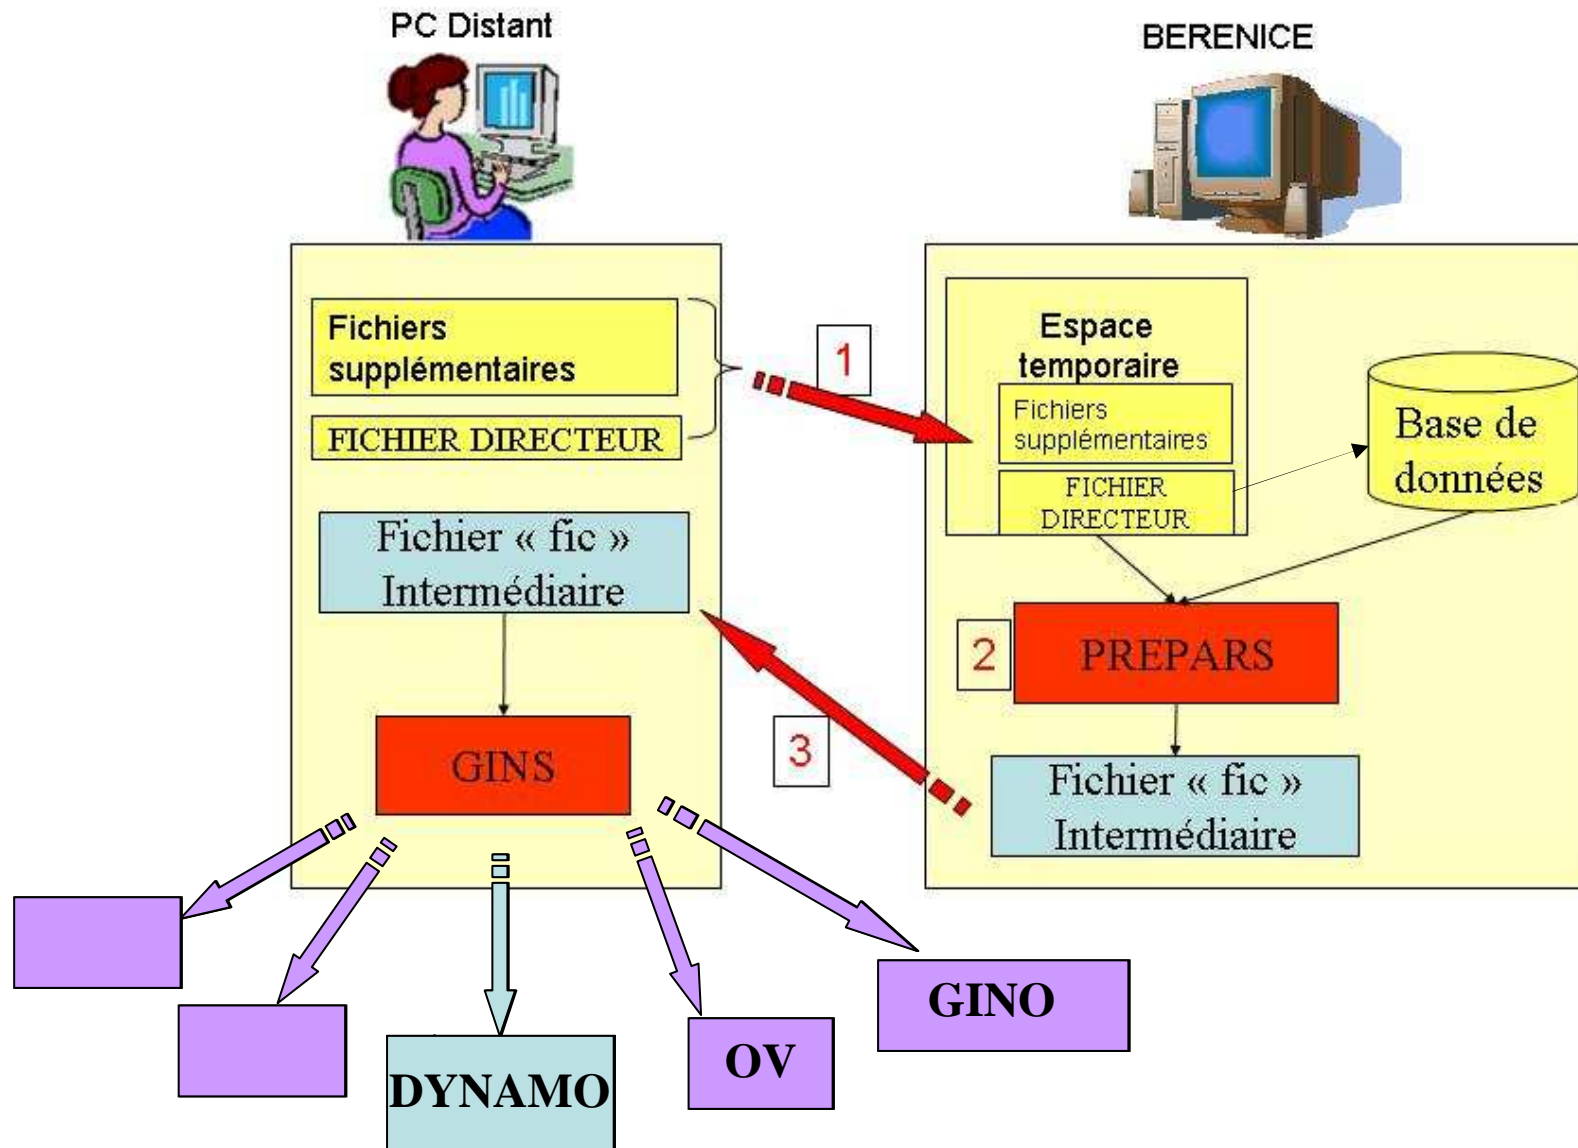 PC Distant
BERENICE
Fichiers
supplémentaires
FICHIER DIRECTEUR
1
Espace
temporaire
Fichiers
supplémentaires
FICHIER
DIRECTEUR
Base de
données
Fichier « fic »
Intermédiaire
2
PREPARS
GINS
3
Fichier « fic »
Intermédiaire
GINO
OV
DYNAMO